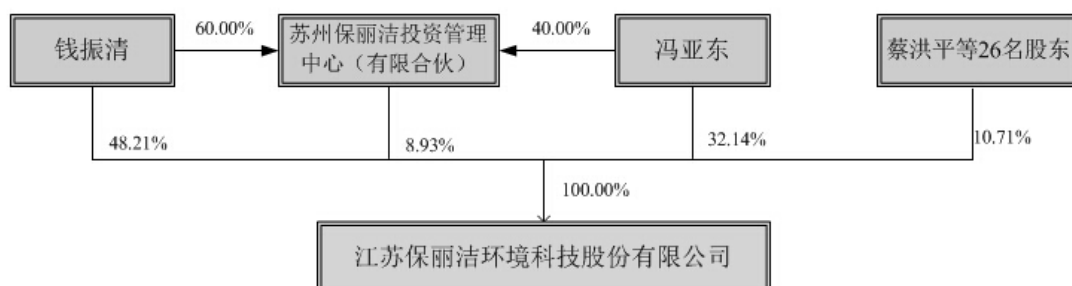 60.00%
40.00%
钱振清
苏州保丽洁投资管理
中心（有限合伙）
冯亚东
蔡洪平等26名股东
48.21%
8.93%
32.14%
10.71%
100.00%
江苏保丽洁环境科技股份有限公司